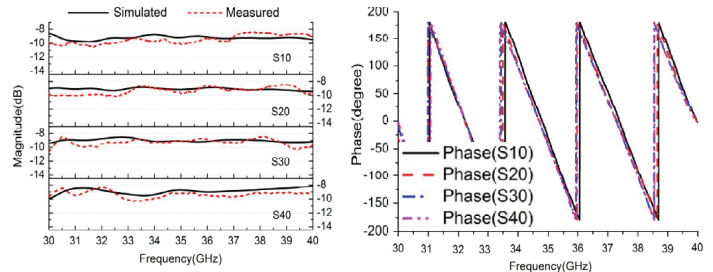 Simulated Measured
-8
-10
-12
-14
S10
-8
-10
-12
-14
S20
-8
-10
-12
-14
S30
-8
-10
-12
-14
S40
Magnitude(dB)
30 31 32 33 34 35 36 37 38 39 40
Frequency(GHz)
200
150
100
50
0
-50
-100
-150
-200
Phase(degree)
Phase(S10)
Phase(S20)
Phase(S30)
Phase(S40)
30 31 32 33 34 35 36 37 38 39 40
Frequency(GHz)